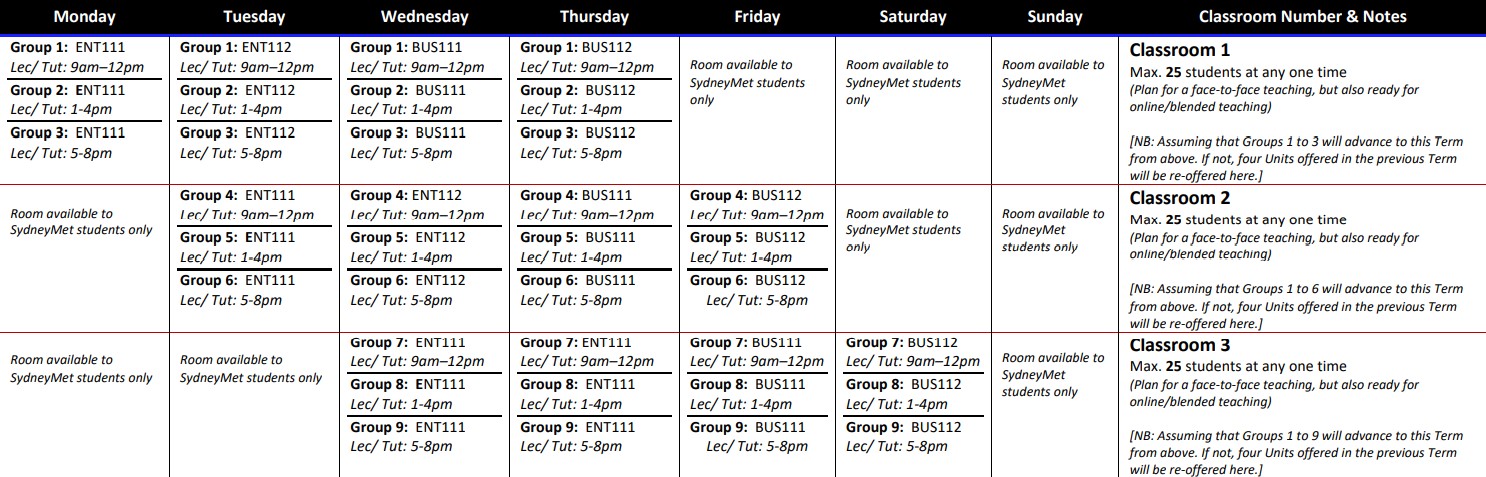 Monday Tuesday Wednesday Thursday Friday Saturday Sunday Classroom Number & Notes
Group 1: ENT111
Lec/ Tut: 9am–12pm
Group 2: ENT111
Lec/ Tut: 1-4pm
Group 3: ENT111
Lec/ Tut: 5-8pm
Group 1: ENT112
Lec/ Tut: 9am–12pm
Group 2: ENT112
Lec/ Tut: 1-4pm
Group 3: ENT112
Lec/ Tut: 5-8pm
Group 1: BUS111
Lec/ Tut: 9am–12pm
Group 2: BUS111
Lec/ Tut: 1-4pm
Group 3: BUS111
Lec/ Tut: 5-8pm
Group 1: BUS112
Lec/ Tut: 9am–12pm
Group 2: BUS112
Lec/ Tut: 1-4pm
Group 3: BUS112
Lec/ Tut: 5-8pm
Room available to
SydneyMet students
only
Room available to
SydneyMet students
only
Room available to
SydneyMet
students only
Classroom 1
Max. 25 students at any one time
(Plan for a face-to-face teaching, but also ready for
online/blended teaching)
[NB: Assuming that Groups 1 to 3 will advance to this Term
from above. If not, four Units offered in the previous Term
will be re-offered here.]
Room available to
SydneyMet students only
Group 4: ENT111
Lec/ Tut: 9am–12pm
Group 5: ENT111
Lec/ Tut: 1-4pm
Group 6: ENT111
Lec/ Tut: 5-8pm
Group 4: ENT112
Lec/ Tut: 9am–12pm
Group 5: ENT112
Lec/ Tut: 1-4pm
Group 6: ENT112
Lec/ Tut: 5-8pm
Group 4: BUS111
Lec/ Tut: 9am–12pm
Group 5: BUS111
Lec/ Tut: 1-4pm
Group 6: BUS111
Lec/ Tut: 5-8pm
Group 4: BUS112
Lec/ Tut: 9am–12pm
Group 5: BUS112
Lec/ Tut: 1-4pm
Group 6: BUS112
Lec/ Tut: 5-8pm
Room available to
SydneyMet students
only
Room available to
SydneyMet
students only
Classroom 2
Max. 25 students at any one time
(Plan for a face-to-face teaching, but also ready for
online/blended teaching)
[NB: Assuming that Groups 1 to 6 will advance to this Term
from above. If not, four Units offered in the previous Term
will be re-offered here.]
Room available to
SydneyMet students only
Room available to
SydneyMet students only
Group 7: ENT111
Lec/ Tut: 9am–12pm
Group 8: ENT111
Lec/ Tut: 1-4pm
Group 9: ENT111
Lec/ Tut: 5-8pm
Group 7: ENT111
Lec/ Tut: 9am–12pm
Group 8: ENT111
Lec/ Tut: 1-4pm
Group 9: ENT111
Lec/ Tut: 5-8pm
Group 7: BUS111
Lec/ Tut: 9am–12pm
Group 8: BUS111
Lec/ Tut: 1-4pm
Group 9: BUS111
Lec/ Tut: 5-8pm
Group 7: BUS112
Lec/ Tut: 9am–12pm
Group 8: BUS112
Lec/ Tut: 1-4pm
Group 9: BUS112
Lec/ Tut: 5-8pm
Room available to
SydneyMet
students only
Classroom 3
Max. 25 students at any one time
(Plan for a face-to-face teaching, but also ready for
online/blended teaching)
[NB: Assuming that Groups 1 to 9 will advance to this Term
from above. If not, four Units offered in the previous Term
will be re-offered here.]